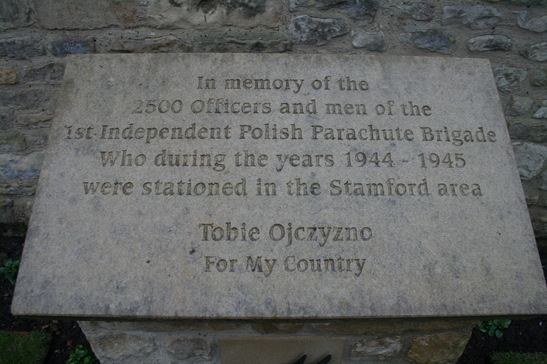 In memory of the
2500 Officers and men of the
1st Independent Polish Parachute Brigade
Who during the years 1944 - 1945
were stationed in the Stamford area
Tobie Ojczyzno
For My Country